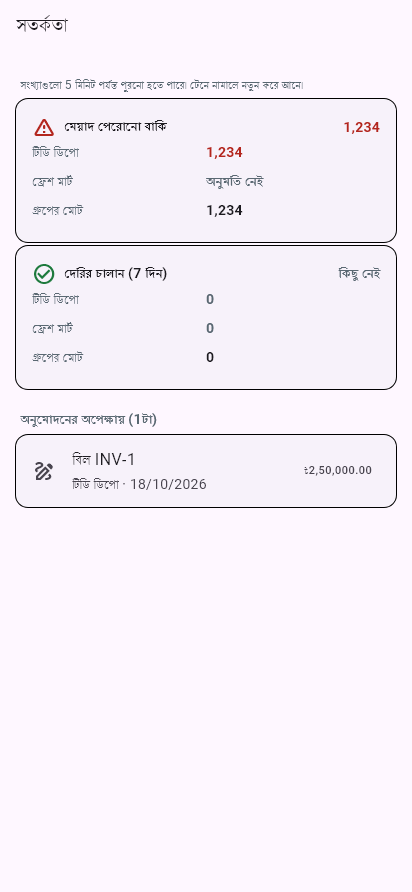 সতর্কতা
সংখ্যাগুলো 5 মিনিট পর্যন্ত পুরনো হতে পারে। টেনে নামালে নতুন করে আনে।
মেয়াদ পেরোনো বাকি 1,234
টিডি ডিপো 1,234
ফ্রেশ মার্ট অনুমতি নেই
গ্রুপের মোট 1,234
দেরির চালান (7 দিন) কিছু নেই
টিডি ডিপো 0
ফ্রেশ মার্ট 0
গ্রুপের মোট 0
অনুমোদনের অপেক্ষায় (1টা)
বিল INV-1
টিডি ডিপো · 18/10/2026 ৳2,50,000.00